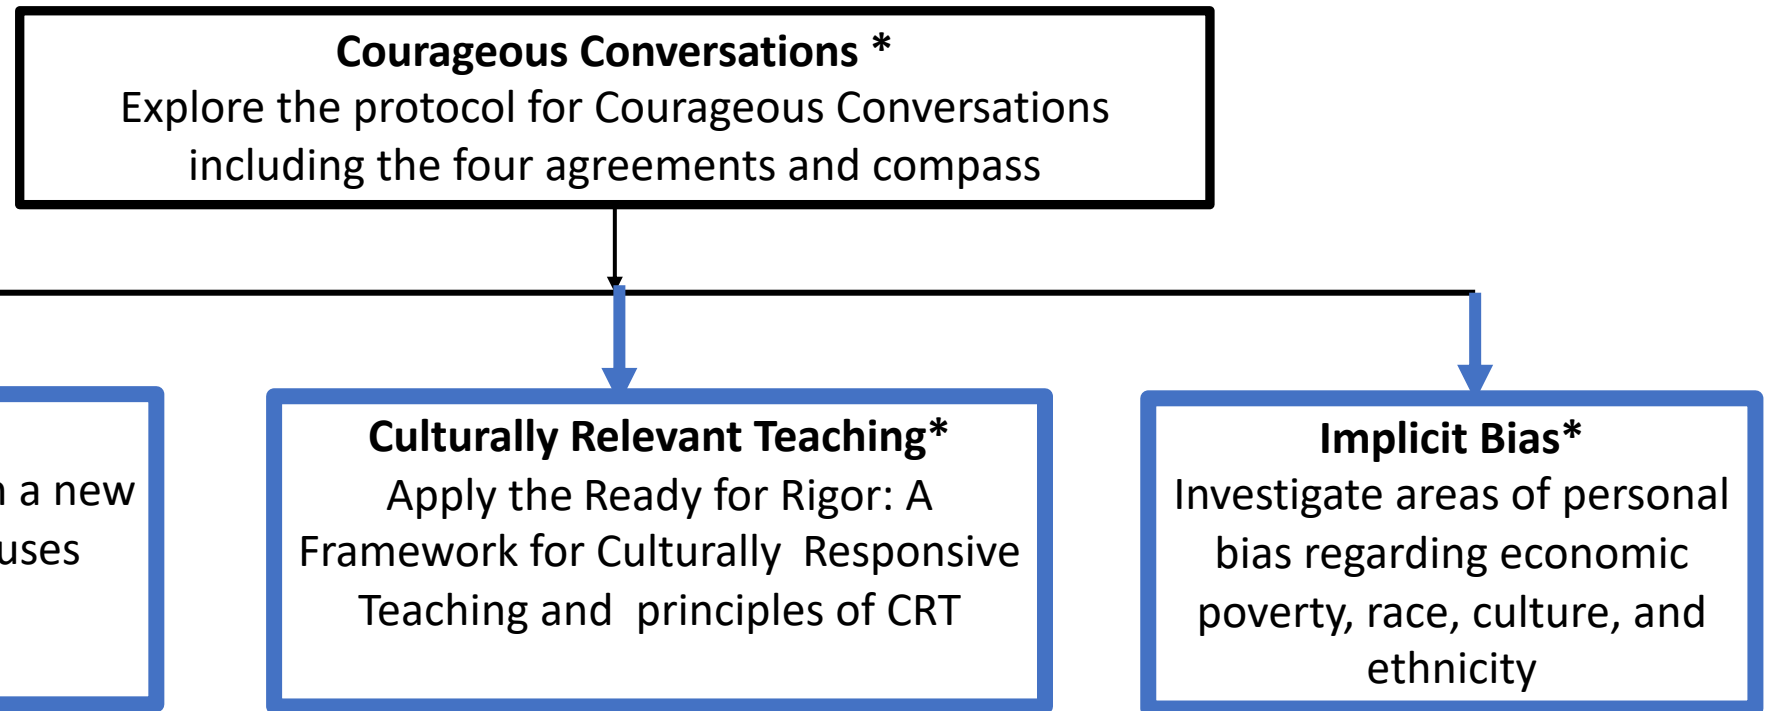 Courageous Conversations *
Explore the protocol for Courageous Conversations
including the four agreements and compass
a new
uses
Culturally Relevant Teaching*
Apply the Ready for Rigor: A
Framework for Culturally  Responsive
Teaching and  principles of CRT
Implicit Bias*
Investigate areas of personal
bias regarding economic
poverty, race, culture, and
ethnicity